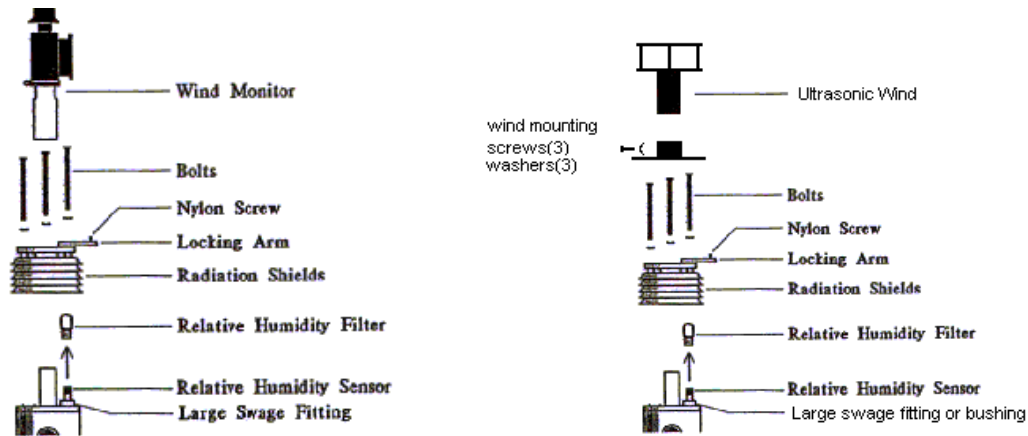 Wind Monitor
Bolts
Nylon Screw
Locking Arm
Radiation Shields
Relative Humidity Filter
Relative Humidity Sensor
Large Swage Fitting
Ultrasonic Wind
wind mounting
screws(3)
washers(3)
Bolts
Nylon Screw
Locking Arm
Radiation Shields
Relative Humidity Filter
Relative Humidity Sensor
Large swage fitting or bushing